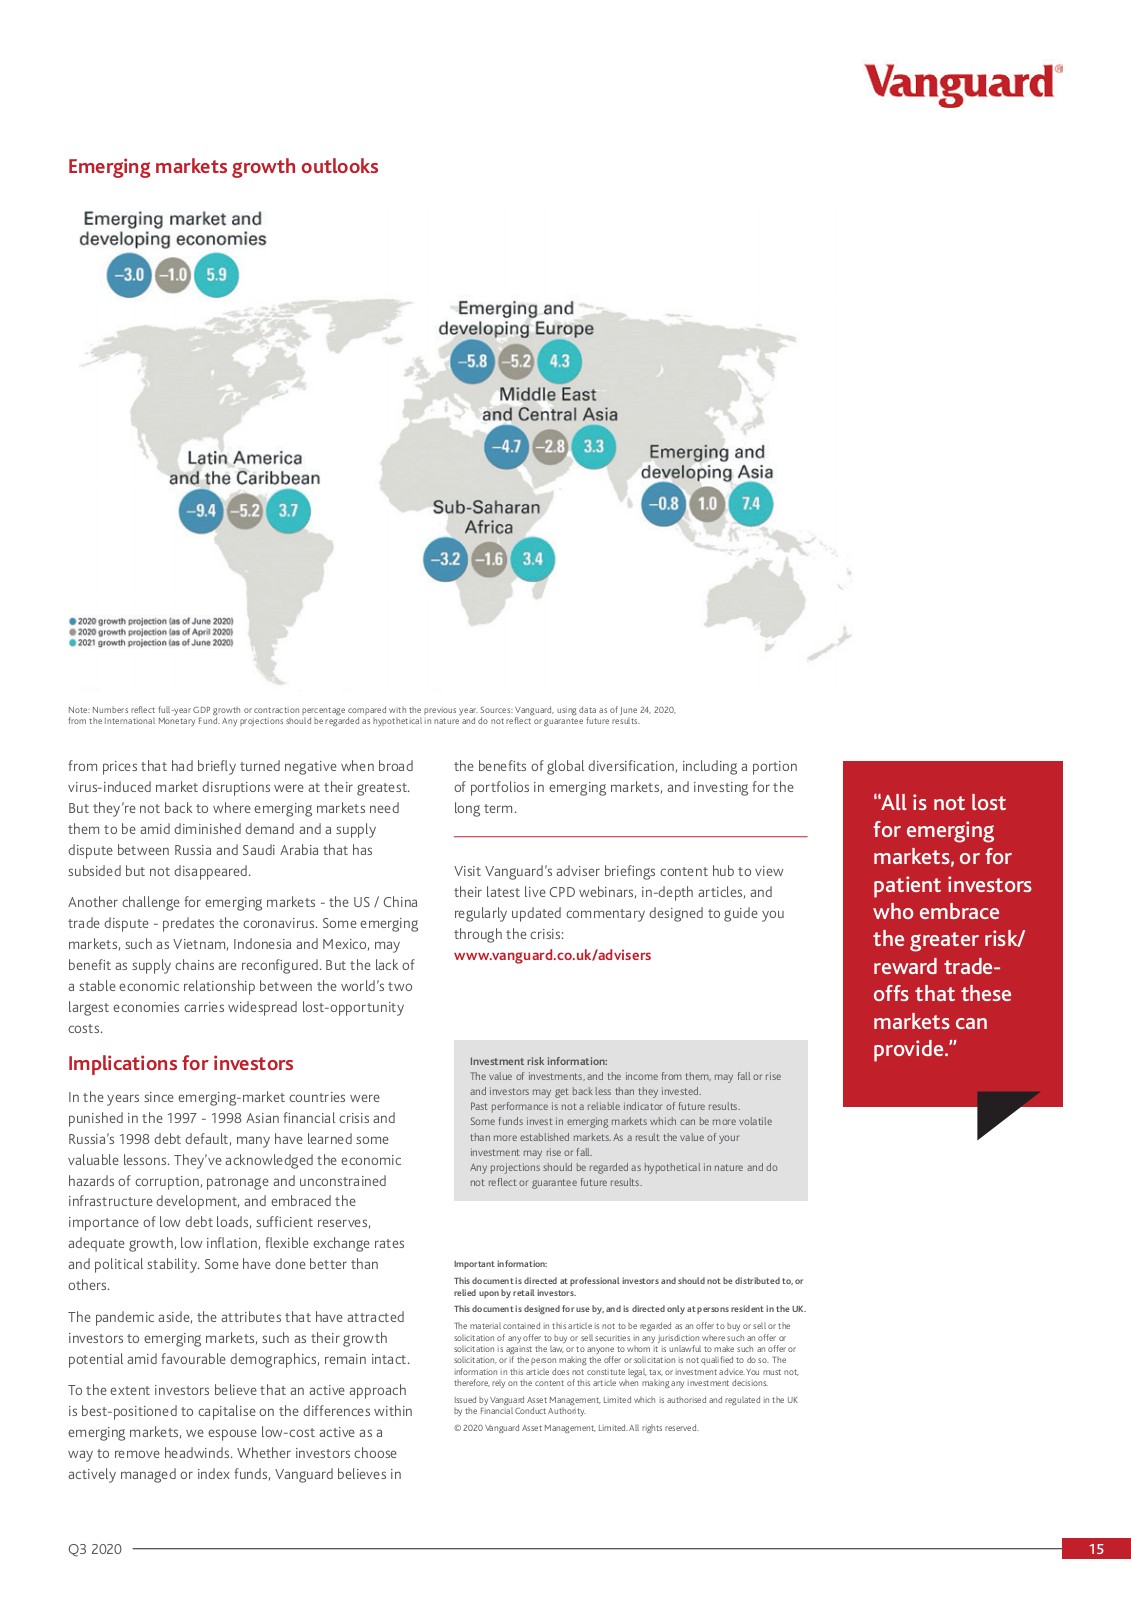 Vanguard®
Emerging markets growth outlooks
Emerging market and
developing economies
–3.0 –1.0 5.9
Emerging and
developing Europe
–5.8 –5.2 4.3
Middle East
and Central Asia
–4.7 –2.8 3.3
Latin America
and the Caribbean
–9.4 –5.2 3.7
Emerging and
developing Asia
–0.8 1.0 7.4
Sub-Saharan
Africa
–3.2 –1.6 3.4
2020 growth projection (as of June 2020)
2020 growth projection (as of April 2020)
2021 growth projection (as of June 2020)
Note: Numbers reflect full-year GDP growth or contraction percentage compared with the previous year. Sources: Vanguard, using data as of June 24, 2020,
from the International Monetary Fund. Any projections should be regarded as hypothetical in nature and do not reflect or guarantee future results.
from prices that had briefly turned negative when broad
virus-induced market disruptions were at their greatest.
But they’re not back to where emerging markets need
them to be amid diminished demand and a supply
dispute between Russia and Saudi Arabia that has
subsided but not disappeared.
Another challenge for emerging markets - the US / China
trade dispute - predates the coronavirus. Some emerging
markets, such as Vietnam, Indonesia and Mexico, may
benefit as supply chains are reconfigured. But the lack of
a stable economic relationship between the world’s two
largest economies carries widespread lost-opportunity
costs.
Implications for investors
In the years since emerging-market countries were
punished in the 1997 - 1998 Asian financial crisis and
Russia’s 1998 debt default, many have learned some
valuable lessons. They’ve acknowledged the economic
hazards of corruption, patronage and unconstrained
infrastructure development, and embraced the
importance of low debt loads, sufficient reserves,
adequate growth, low inflation, flexible exchange rates
and political stability. Some have done better than
others.
The pandemic aside, the attributes that have attracted
investors to emerging markets, such as their growth
potential amid favourable demographics, remain intact.
To the extent investors believe that an active approach
is best-positioned to capitalise on the differences within
emerging markets, we espouse low-cost active as a
way to remove headwinds. Whether investors choose
actively managed or index funds, Vanguard believes in
the benefits of global diversification, including a portion
of portfolios in emerging markets, and investing for the
long term.
Visit Vanguard’s adviser briefings content hub to view
their latest live CPD webinars, in-depth articles, and
regularly updated commentary designed to guide you
through the crisis:
www.vanguard.co.uk/advisers
Investment risk information:
The value of investments, and the income from them, may fall or rise
and investors may get back less than they invested.
Past performance is not a reliable indicator of future results.
Some funds invest in emerging markets which can be more volatile
than more established markets. As a result the value of your
investment may rise or fall.
Any projections should be regarded as hypothetical in nature and do
not reflect or guarantee future results.
Important information:
This document is directed at professional investors and should not be distributed to, or
relied upon by retail investors.
This document is designed for use by, and is directed only at persons resident in the UK.
The material contained in this article is not to be regarded as an offer to buy or sell or the
solicitation of any offer to buy or sell securities in any jurisdiction where such an offer or
solicitation is against the law, or to anyone to whom it is unlawful to make such an offer or
solicitation, or if the person making the offer or solicitation is not qualified to do so. The
information in this article does not constitute legal, tax, or investment advice. You must not,
therefore, rely on the content of this article when making any investment decisions.
Issued by Vanguard Asset Management, Limited which is authorised and regulated in the UK
by the Financial Conduct Authority.
© 2020 Vanguard Asset Management, Limited. All rights reserved.
“All is not lost
for emerging
markets, or for
patient investors
who embrace
the greater risk/
reward trade-
offs that these
markets can
provide.”
Q3 2020
15